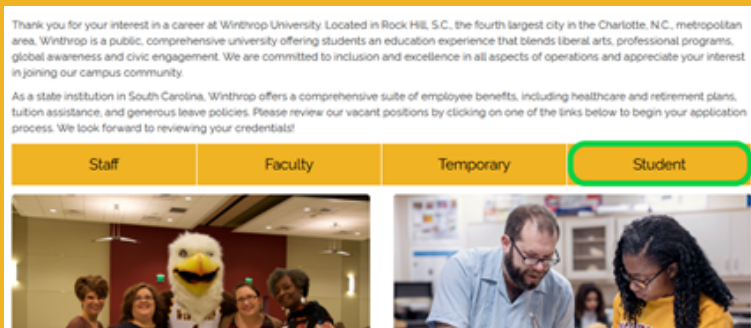 Thank you for your interest in a career at Winthrop University. Located in Rock Hill, S.C., the fourth largest city in the Charlotte, N.C., metropolitan
area, Winthrop is a public, comprehensive university offering students an education experience that blends liberal arts, professional programs,
global awareness and civic engagement. We are committed to inclusion and excellence in all aspects of operations and appreciate your interest
in joining our campus community.
As a state institution in South Carolina, Winthrop offers a comprehensive suite of employee benefits, including healthcare and retirement plans,
tuition assistance, and generous leave policies. Please review our vacant positions by clicking on one of the links below to begin your application
process. We look forward to reviewing your credentials!
Staff Faculty Temporary Student